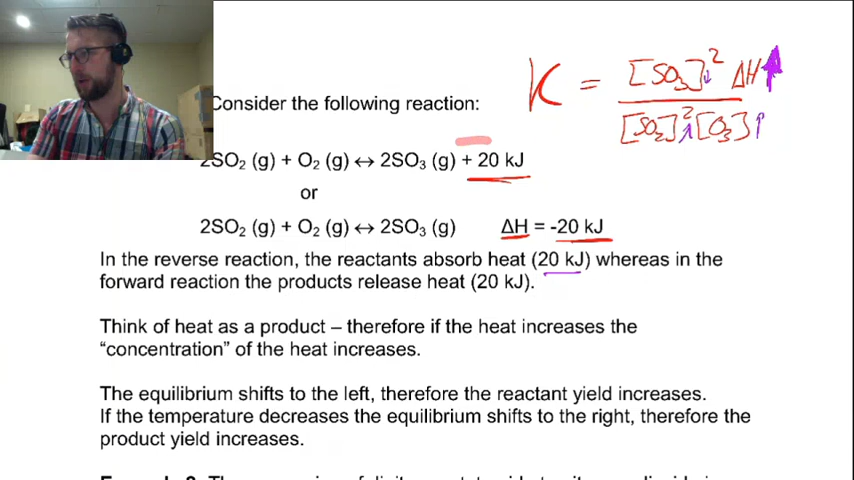 K = [SO₃]² ΔH
[SO₂]² [O₃]
Consider the following reaction:
2SO₂ (g) + O₂ (g) ↔ 2SO₃ (g) + 20 kJ
or
2SO₂ (g) + O₂ (g) ↔ 2SO₃ (g) ΔH = -20 kJ
In the reverse reaction, the reactants absorb heat (20 kJ) whereas in the
forward reaction the products release heat (20 kJ).
Think of heat as a product – therefore if the heat increases the
“concentration” of the heat increases.
The equilibrium shifts to the left, therefore the reactant yield increases.
If the temperature decreases the equilibrium shifts to the right, therefore the
product yield increases.